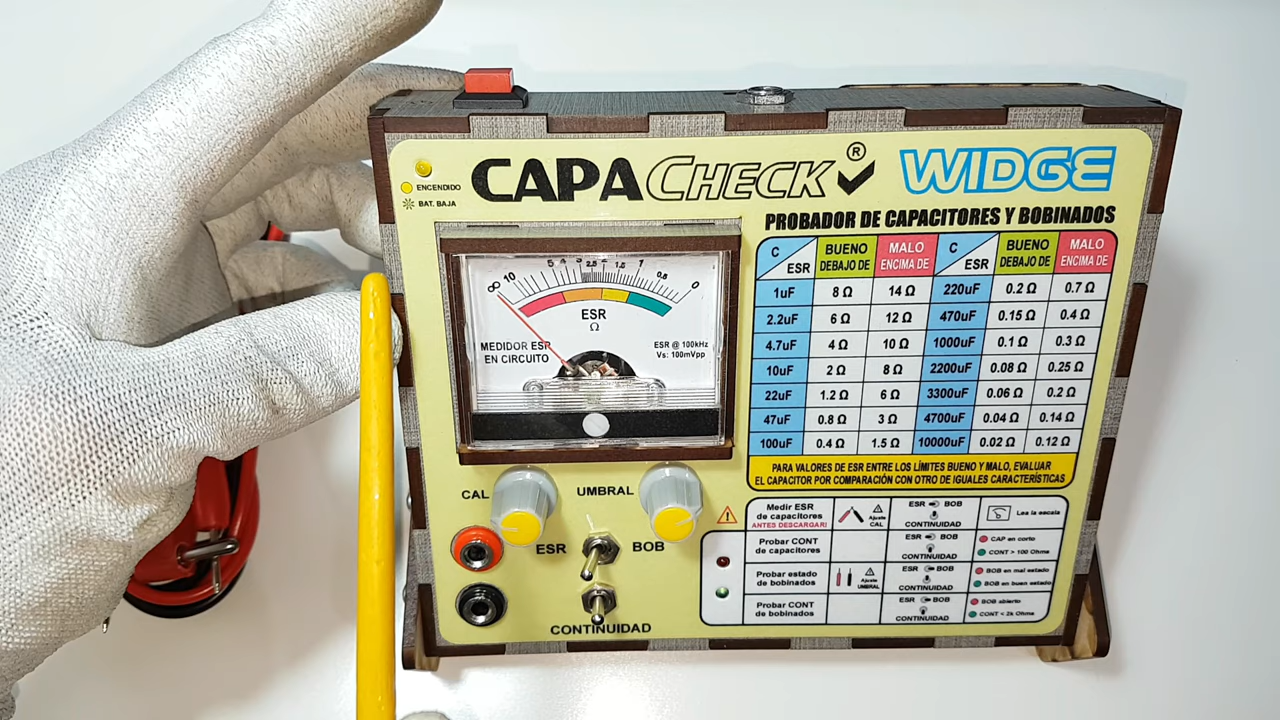 CAPACHECK®
WIDGE
ENCENDIDO
BAT. BAJA
PROBADOR DE CAPACITORES Y BOBINADOS
∞ 10 5 4 3 2.5 2 1.5 1 0.5 0
ESR
Ω
MEDIDOR ESR
EN CIRCUITO
ESR @ 100kHz
Vs: 100mVpp
C ESR BUENO DEBAJO DE MALO ENCIMA DE C ESR BUENO DEBAJO DE MALO ENCIMA DE
1uF 8 Ω 14 Ω 220uF 0.2 Ω 0.7 Ω
2.2uF 6 Ω 12 Ω 470uF 0.15 Ω 0.4 Ω
4.7uF 4 Ω 10 Ω 1000uF 0.1 Ω 0.3 Ω
10uF 2 Ω 8 Ω 2200uF 0.08 Ω 0.25 Ω
22uF 1.2 Ω 6 Ω 3300uF 0.06 Ω 0.2 Ω
47uF 0.8 Ω 3 Ω 4700uF 0.04 Ω 0.14 Ω
100uF 0.4 Ω 1.5 Ω 10000uF 0.02 Ω 0.12 Ω
PARA VALORES DE ESR ENTRE LOS LÍMITES BUENO Y MALO, EVALUAR
EL CAPACITOR POR COMPARACIÓN CON OTRO DE IGUALES CARACTERÍSTICAS
CAL
UMBRAL
ESR
BOB
CONTINUIDAD
Medir ESR
de capacitores
ANTES DESCARGAR!
Ajuste
CAL
ESR BOB
CONTINUIDAD
Lea la escala
Probar CONT
de capacitores
ESR BOB
CONTINUIDAD
CAP en corto
CONT > 100 Ohms
Probar estado
de bobinados
Ajuste
UMBRAL
ESR BOB
CONTINUIDAD
BOB en mal estado
BOB en buen estado
Probar CONT
de bobinados
ESR BOB
CONTINUIDAD
BOB abierto
CONT < 2k Ohms